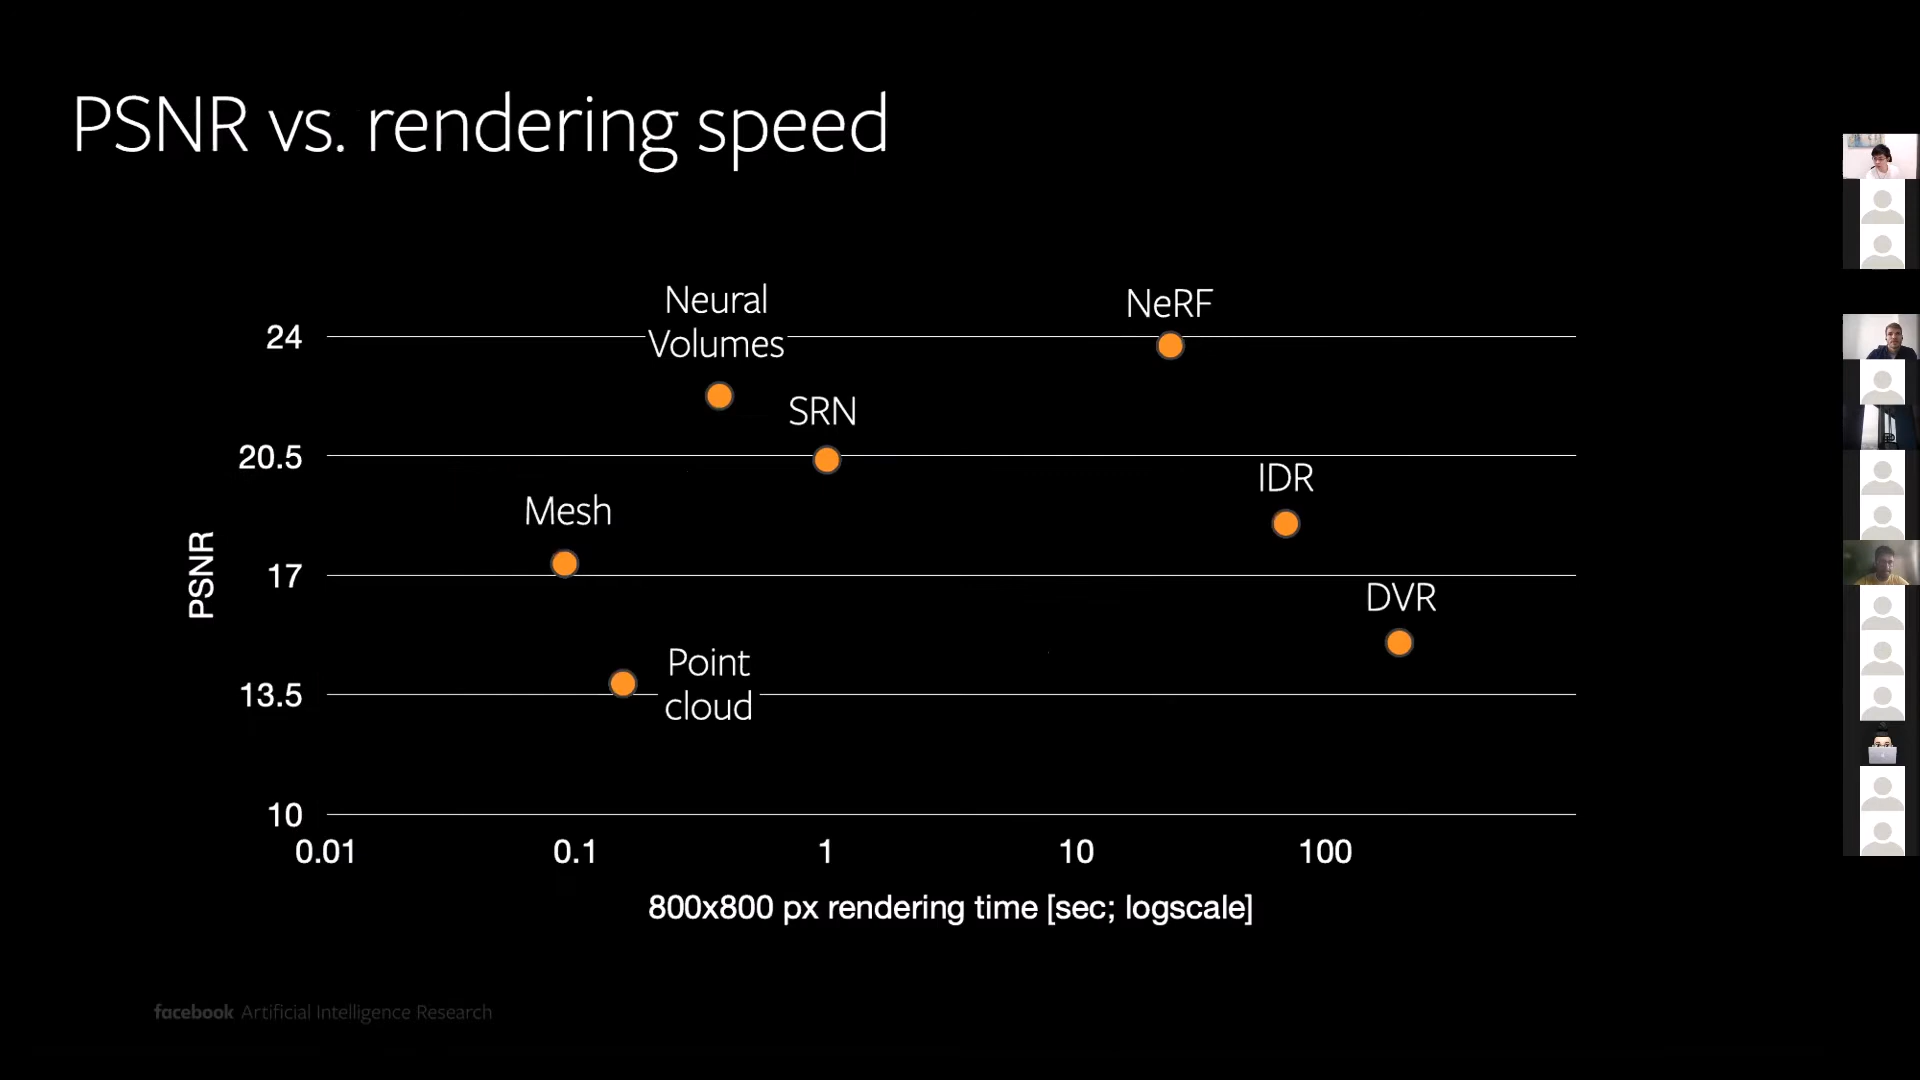 PSNR vs. rendering speed
Neural
Volumes
NeRF
24
SRN
20.5
IDR
Mesh
17
DVR
PSNR
Point
cloud
13.5
10
0.01 0.1 1 10 100
800x800 px rendering time [sec; logscale]
facebook Artificial Intelligence Research